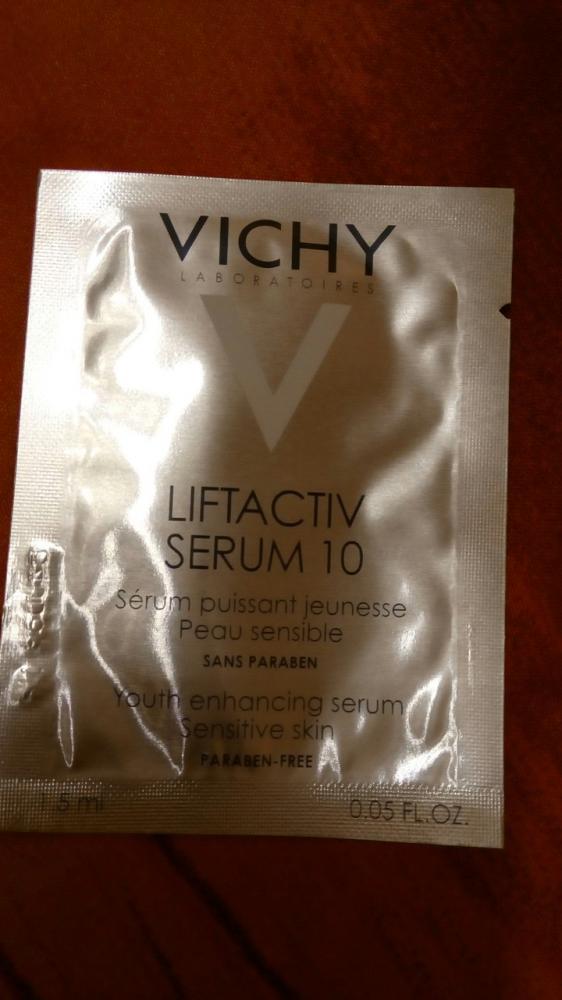 VICHY
LABORATOIRES
V
LIFTACTIV
SERUM 10
Sérum puissant jeunesse
Peau sensible
SANS PARABEN
Youth enhancing serum
Sensitive skin
PARABEN-FREE
1.5 ml
0.05 FL.OZ.